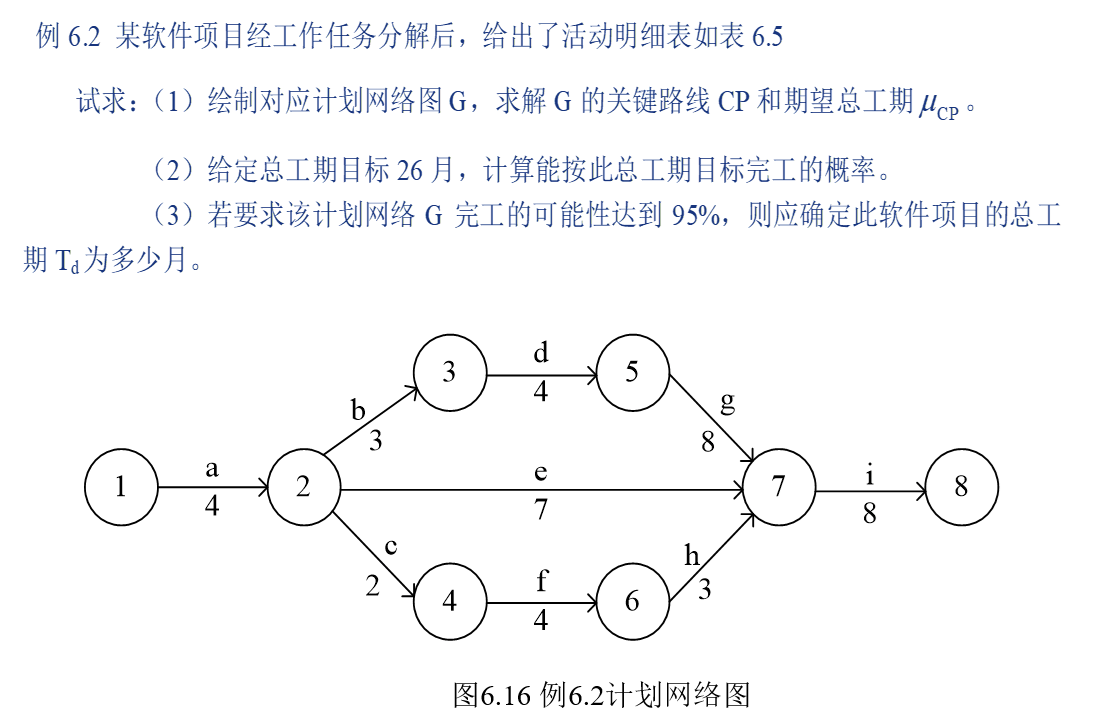 例 6.2 某软件项目经工作任务分解后，给出了活动明细表如表 6.5
试求：（1）绘制对应计划网络图 G，求解 G 的关键路线 CP 和期望总工期 μCP 。
（2）给定总工期目标 26 月，计算能按此总工期目标完工的概率。
（3）若要求该计划网络 G 完工的可能性达到 95%，则应确定此软件项目的总工
期 Td 为多少月。
3
d
4
5
b
3
g
8
1
a
4
2
e
7
7
i
8
8
c
2
h
3
4
f
4
6
图6.16 例6.2计划网络图